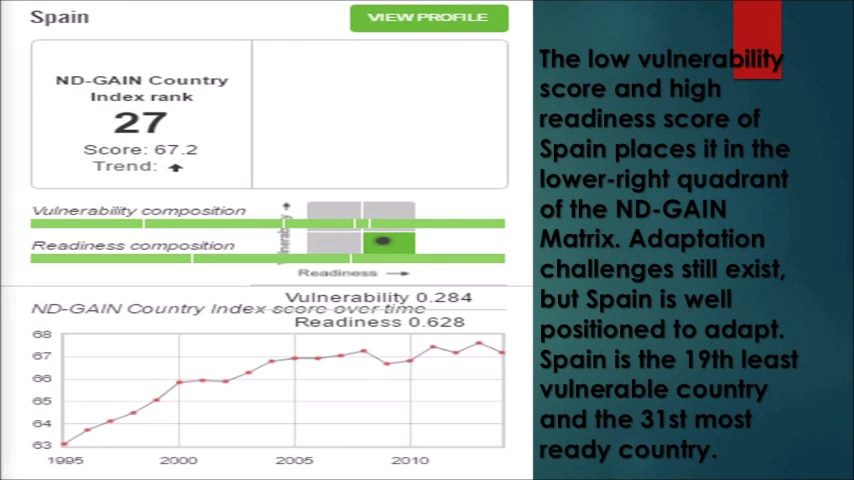 Spain
VIEW PROFILE
ND-GAIN Country
Index rank
27
Score: 67.2
Trend:
Vulnerability composition
Readiness composition
Readiness
Vulnerability 0.284
ND-GAIN Country Index score over time
Readiness 0.628
68
67
66
65
64
63
1995 2000 2005 2010
The low vulnerability
score and high
readiness score of
Spain places it in the
lower-right quadrant
of the ND-GAIN
Matrix. Adaptation
challenges still exist,
but Spain is well
positioned to adapt.
Spain is the 19th least
vulnerable country
and the 31st most
ready country.